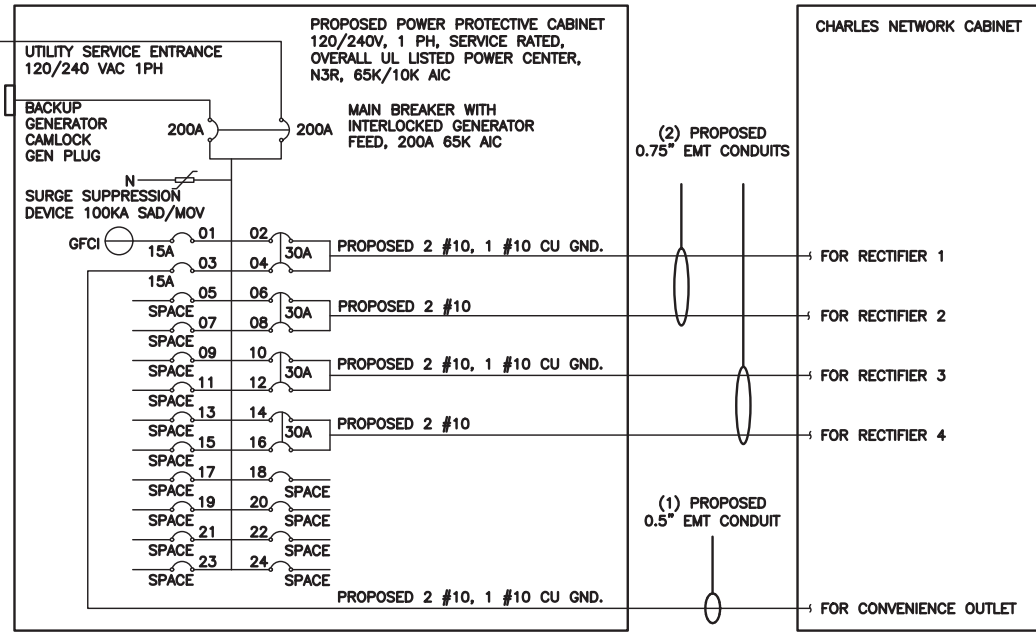 PROPOSED POWER PROTECTIVE CABINET
120/240V, 1 PH, SERVICE RATED,
OVERALL UL LISTED POWER CENTER,
N3R, 65K/10K AIC
CHARLES NETWORK CABINET
UTILITY SERVICE ENTRANCE
120/240 VAC 1PH
BACKUP
GENERATOR
CAMLOCK
GEN PLUG
200A
200A
MAIN BREAKER WITH
INTERLOCKED GENERATOR
FEED, 200A 65K AIC
(2) PROPOSED
0.75" EMT CONDUITS
N
SURGE SUPPRESSION
DEVICE 100KA SAD/MOV
GFCI
15A
01
02
30A
PROPOSED 2 #10, 1 #10 CU GND.
FOR RECTIFIER 1
15A
03
04
SPACE
05
06
30A
PROPOSED 2 #10
FOR RECTIFIER 2
SPACE
07
08
SPACE
09
10
30A
PROPOSED 2 #10, 1 #10 CU GND.
FOR RECTIFIER 3
SPACE
11
12
SPACE
13
14
30A
PROPOSED 2 #10
FOR RECTIFIER 4
SPACE
15
16
SPACE
17
18
SPACE
SPACE
19
20
SPACE
SPACE
21
22
SPACE
SPACE
23
24
SPACE
(1) PROPOSED
0.5" EMT CONDUIT
PROPOSED 2 #10, 1 #10 CU GND.
FOR CONVENIENCE OUTLET